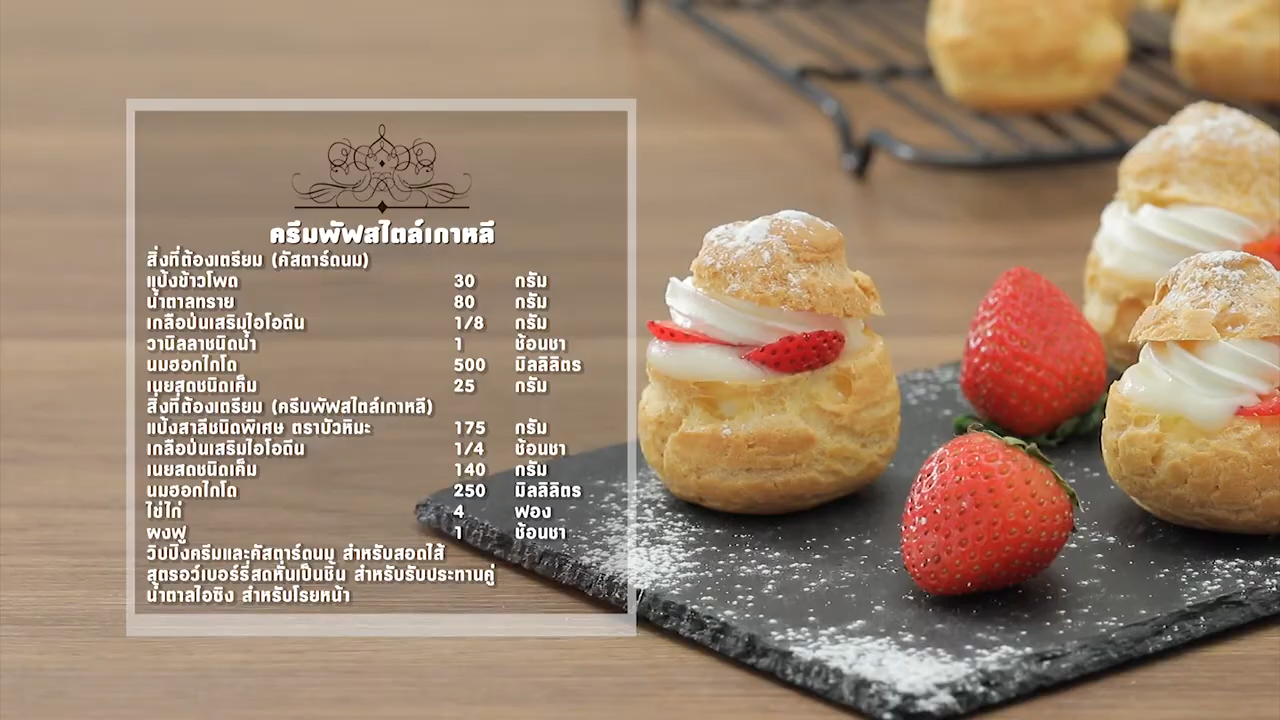 ครีมพัฟสไตล์เกาหลี
สิ่งที่ต้องเตรียม (คัสตาร์ดนม)
แป้งข้าวโพด 30 กรัม
น้ำตาลทราย 80 กรัม
เกลือป่นเสริมไอโอดีน 1/8 กรัม
วานิลลาชนิดน้ำ 1 ช้อนชา
นมฮอกไกโด 500 มิลลิลิตร
เนยสดชนิดเค็ม 25 กรัม
สิ่งที่ต้องเตรียม (ครีมพัฟสไตล์เกาหลี)
แป้งสาลีชนิดพิเศษ ตราบัวหิมะ 175 กรัม
เกลือป่นเสริมไอโอดีน 1/4 ช้อนชา
เนยสดชนิดเค็ม 140 กรัม
นมฮอกไกโด 250 มิลลิลิตร
ไข่ไก่ 4 ฟอง
ผงฟู 1 ช้อนชา
วิปปิ้งครีมและคัสตาร์ดนม สำหรับสอดไส้
สตรอว์เบอร์รี่สดหั่นเป็นชิ้น สำหรับรับประทานคู่
น้ำตาลไอซิ่ง สำหรับโรยหน้า